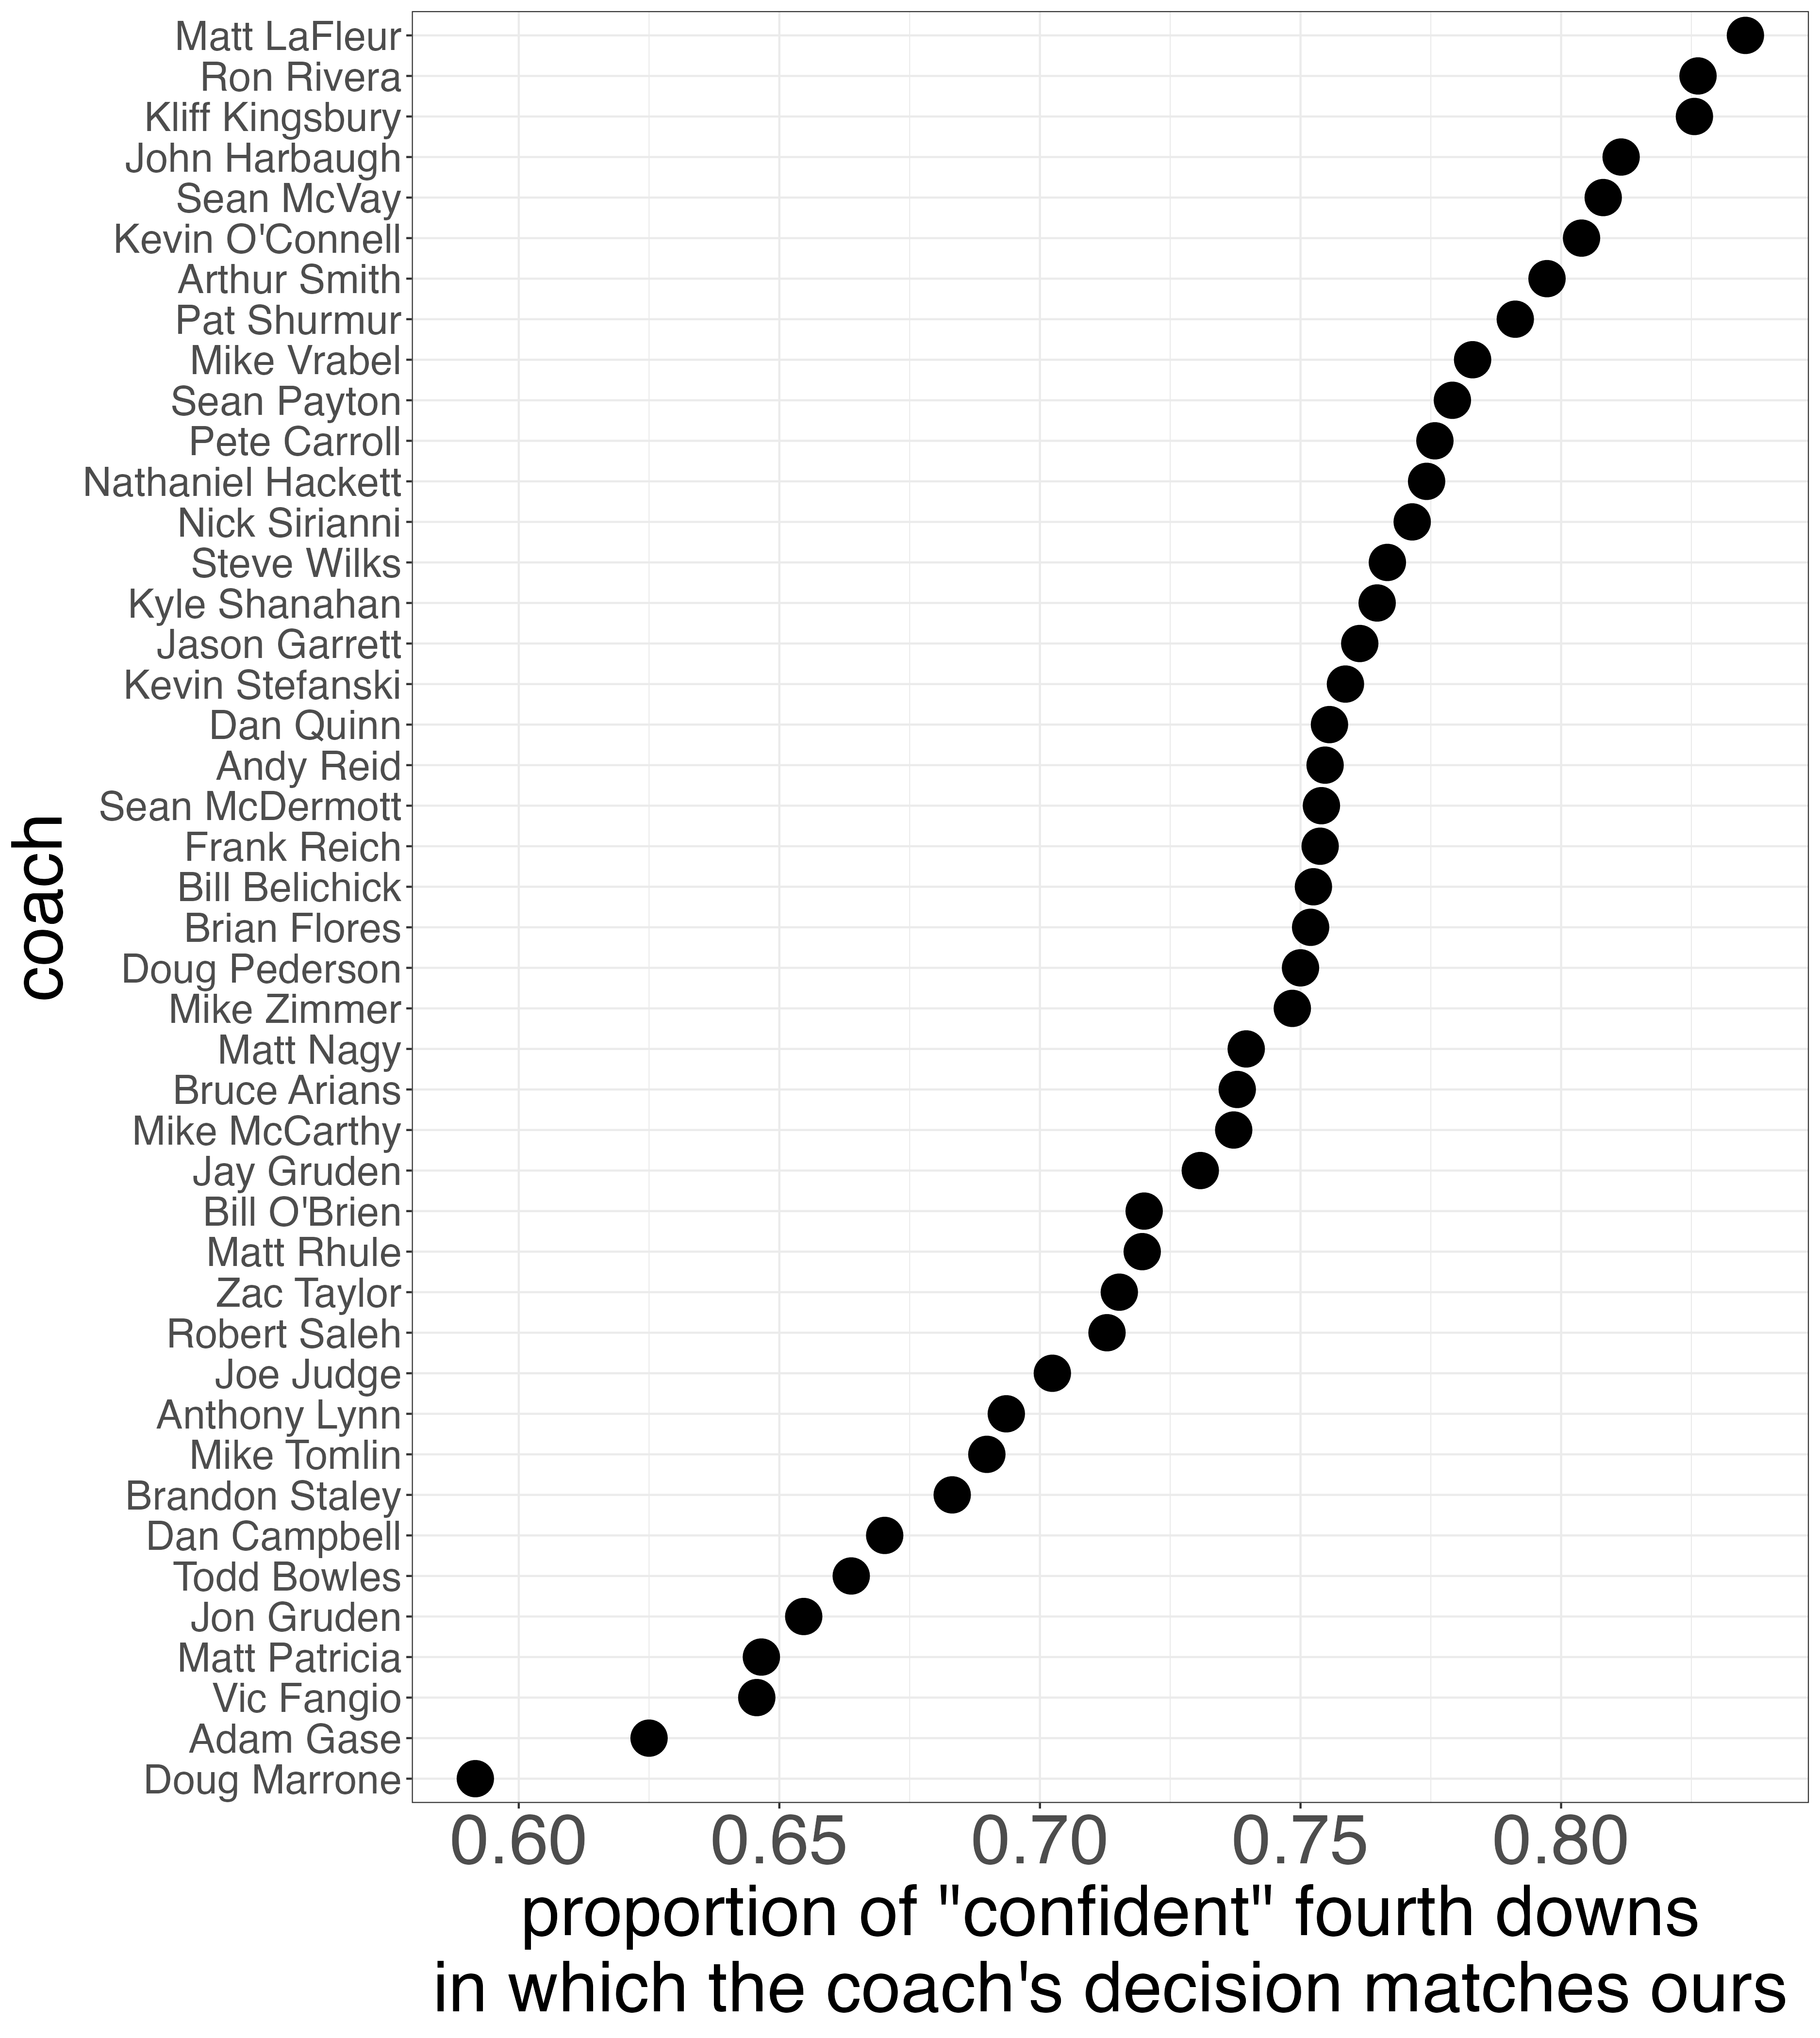 Matt LaFleur
Ron Rivera
Kliff Kingsbury
John Harbaugh
Sean McVay
Kevin O'Connell
Arthur Smith
Pat Shurmur
Mike Vrabel
Sean Payton
Pete Carroll
Nathaniel Hackett
Nick Sirianni
Steve Wilks
Kyle Shanahan
Jason Garrett
Kevin Stefanski
Dan Quinn
Andy Reid
Sean McDermott
Frank Reich
Bill Belichick
Brian Flores
Doug Pederson
Mike Zimmer
Matt Nagy
Bruce Arians
Mike McCarthy
Jay Gruden
Bill O'Brien
Matt Rhule
Zac Taylor
Robert Saleh
Joe Judge
Anthony Lynn
Mike Tomlin
Brandon Staley
Dan Campbell
Todd Bowles
Jon Gruden
Matt Patricia
Vic Fangio
Adam Gase
Doug Marrone
coach
0.60 0.65 0.70 0.75 0.80
proportion of "confident" fourth downs
in which the coach's decision matches ours